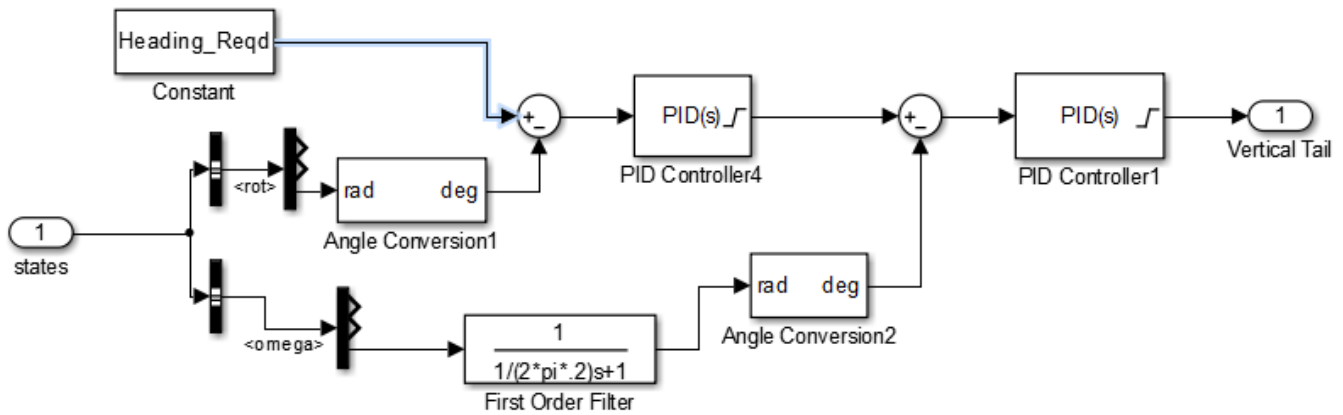 Heading_Reqd
Constant
+
−
PID(s)
PID Controller4
+
−
PID(s)
PID Controller1
1
Vertical Tail
<rot>
rad deg
Angle Conversion1
1
states
rad deg
Angle Conversion2
<omega>
1
1/(2*pi*.2)s+1
First Order Filter